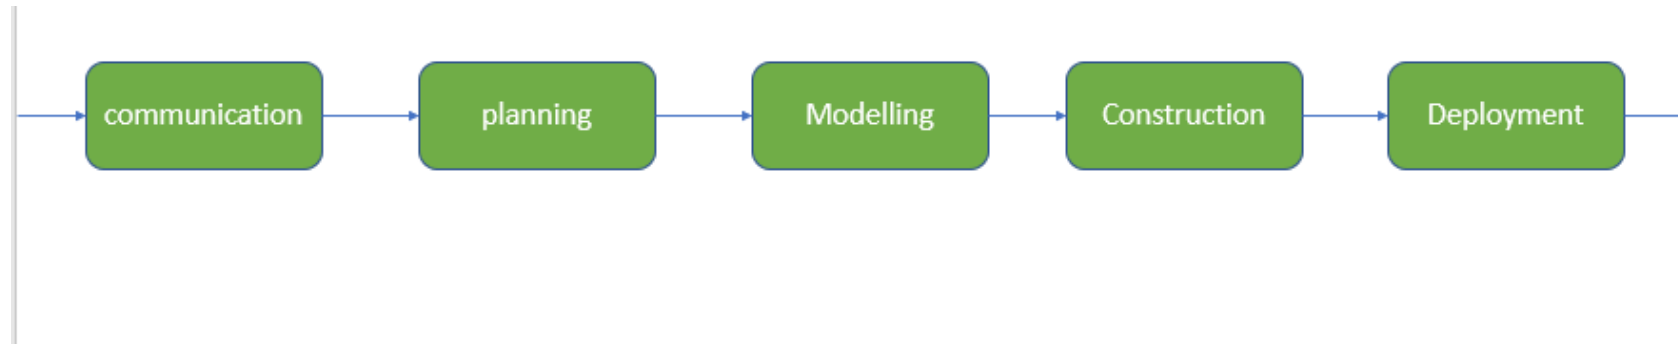 communication
planning
Modelling
Construction
Deployment